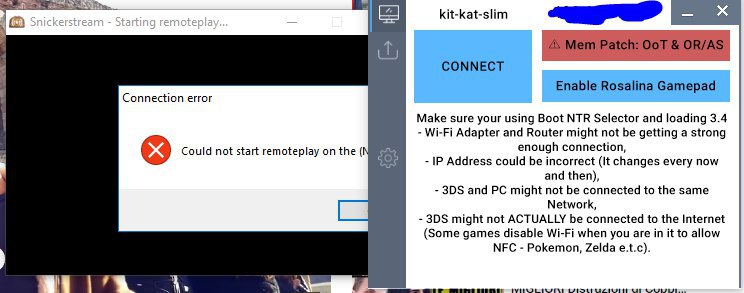 Snickerstream - Starting remoteplay...
Connection error
Could not start remoteplay on the (N
kit-kat-slim
CONNECT
⚠ Mem Patch: OoT & OR/AS
Enable Rosalina Gamepad
Make sure your using Boot NTR Selector and loading 3.4
- Wi-Fi Adapter and Router might not be getting a strong
enough connection,
- IP Address could be incorrect (It changes every now
and then),
- 3DS and PC might not be connected to the same
Network,
- 3DS might not ACTUALLY be connected to the Internet
(Some games disable Wi-Fi when you are in it to allow
NFC - Pokemon, Zelda e.t.c).
MIGLIORI Distruzioni di Cobbl...